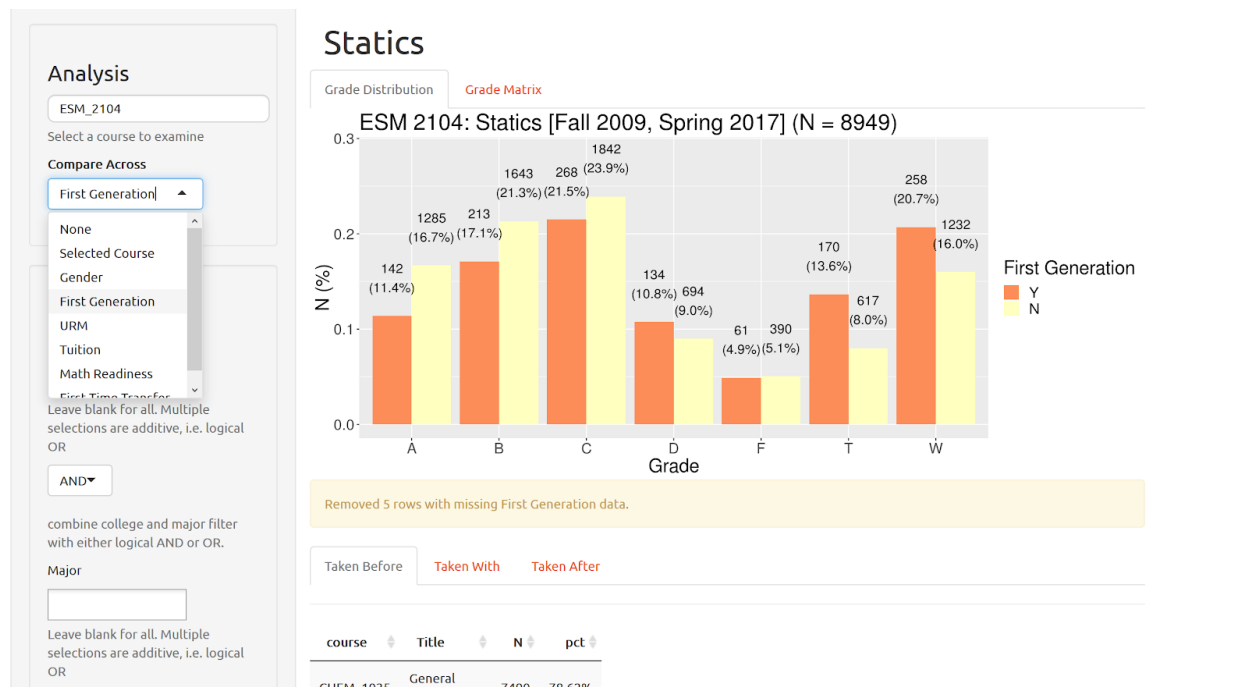 Analysis
ESM_2104
Select a course to examine
Compare Across
First Generation
None
Selected Course
Gender
First Generation
URM
Tuition
Math Readiness
First Time Transfer
Leave blank for all. Multiple
selections are additive, i.e. logical
OR
AND
combine college and major filter
with either logical AND or OR.
Major
Leave blank for all. Multiple
selections are additive, i.e. logical
OR
Statics
Grade Distribution Grade Matrix
ESM 2104: Statics [Fall 2009, Spring 2017] (N = 8949)
N (%)
0.3
0.2
0.1
0.0
142
(11.4%)
1285
(16.7%)
213
(17.1%)
1643
(21.3%)
268
(21.5%)
1842
(23.9%)
134
(10.8%)
694
(9.0%)
61
(4.9%)
390
(5.1%)
170
(13.6%)
617
(8.0%)
258
(20.7%)
1232
(16.0%)
A B C D F T W
Grade
First Generation
Y
N
Removed 5 rows with missing First Generation data.
Taken Before Taken With Taken After
course Title N pct
General
CHEM_1035 7400 78.62%